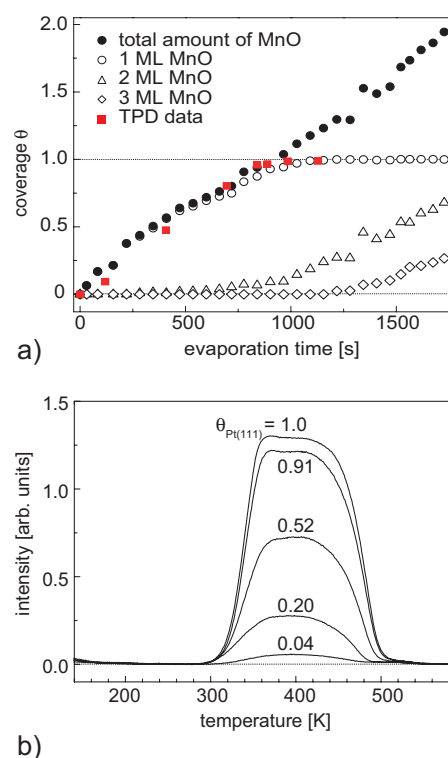 2.0
1.5
1.0
0.5
0
coverage θ
total amount of MnO
1 ML MnO
2 ML MnO
3 ML MnO
TPD data
0 500 1000 1500
evaporation time [s]
a)
1.5
1.0
0.5
0.0
intensity [arb. units]
θPt(111) = 1.0
0.91
0.52
0.20
0.04
200 300 400 500
temperature [K]
b)